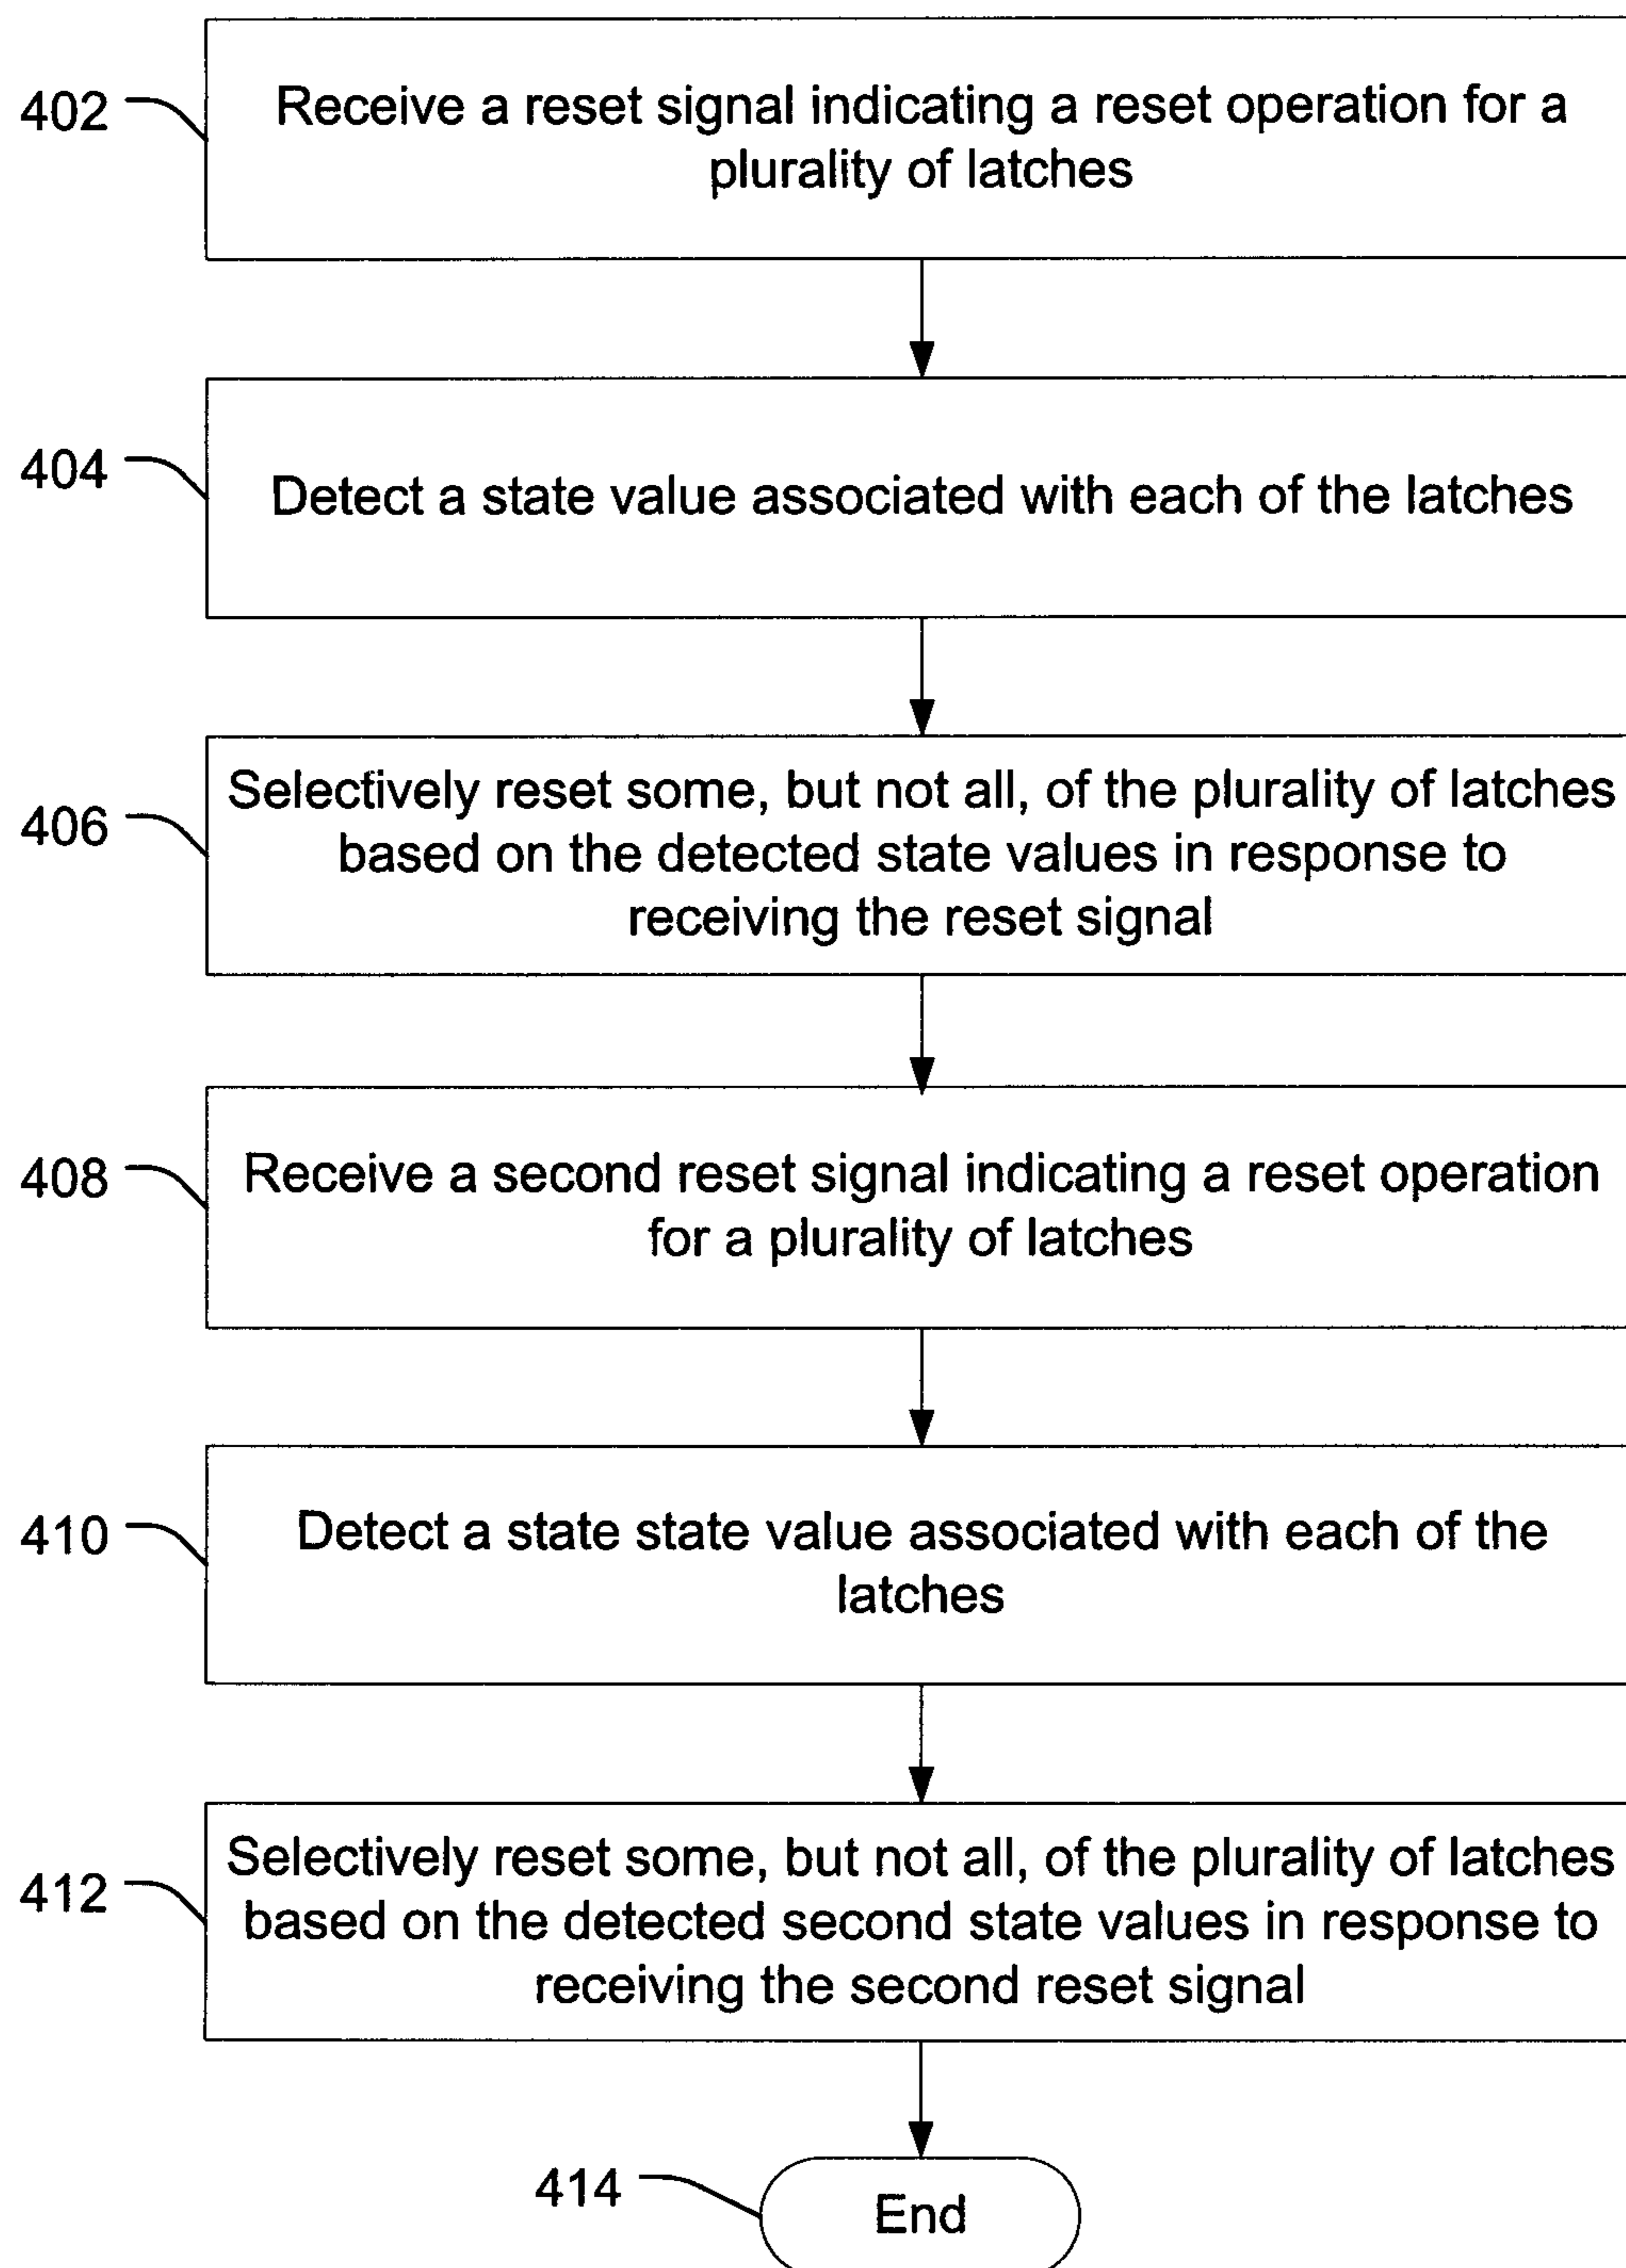 402
Receive a reset signal indicating a reset operation for a
plurality of latches
404
Detect a state value associated with each of the latches
406
Selectively reset some, but not all, of the plurality of latches
based on the detected state values in response to
receiving the reset signal
408
Receive a second reset signal indicating a reset operation
for a plurality of latches
410
Detect a state state value associated with each of the
latches
412
Selectively reset some, but not all, of the plurality of latches
based on the detected second state values in response to
receiving the second reset signal
414
End